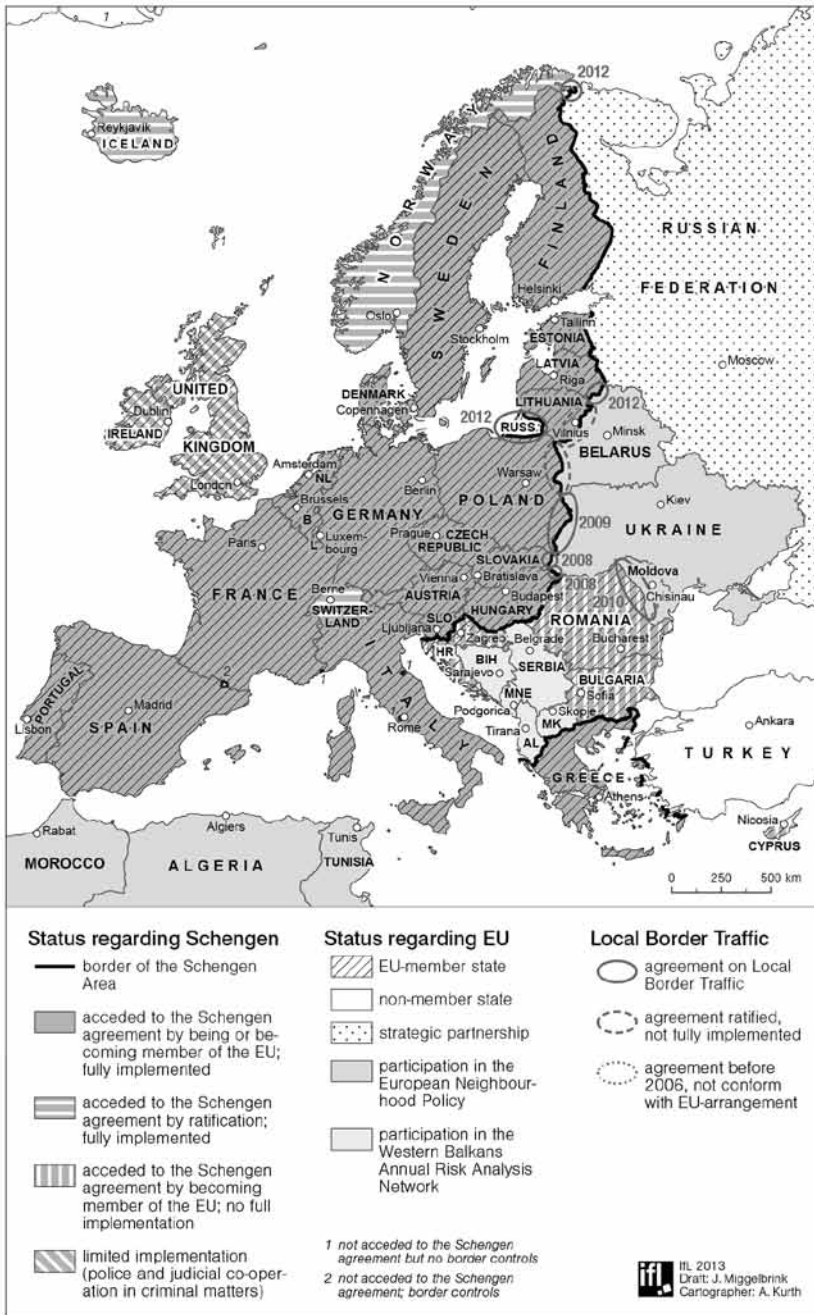 1
2012
Reykjavik
ICELAND
NORWAY
SWEDEN
FINLAND
RUSSIAN
FEDERATION
Helsinki
Oslo
Tallinn
Stockholm
ESTONIA
Moscow
LATVIA
Riga
UNITED
KINGDOM
DENMARK
Copenhagen
LITHUANIA
2012
2012
Dublin
IRELAND
RUSS.
Vilnius
Minsk
BELARUS
Amsterdam
NL
London
Berlin
Warsaw
POLAND
Brussels
B
GERMANY
Kiev
2009
UKRAINE
L
Luxem-
bourg
Prague
CZECH
REPUBLIC
Paris
SLOVAKIA
2008
Moldova
FRANCE
Vienna
Bratislava
2008
Chisinau
Berne
AUSTRIA
Budapest
2010
SWITZER-
LAND
HUNGARY
ROMANIA
Ljubljana
SLO
Zagreb
Belgrade
Bucharest
HR
BIH
SERBIA
ITALY
Sarajevo
BULGARIA
2
1
1
MNE
Sofia
PORTUGAL
Madrid
Podgorica
Skopje
Ankara
Lisbon
SPAIN
1
Rome
Tirana
MK
TURKEY
AL
GREECE
Athens
Rabat
Algiers
Tunis
Nicosia
MOROCCO
ALGERIA
TUNISIA
CYPRUS
0 250 500 km
Status regarding Schengen
border of the Schengen
Area
acceded to the Schengen
agreement by being or be-
coming member of the EU;
fully implemented
acceded to the Schengen
agreement by ratification;
fully implemented
acceded to the Schengen
agreement by becoming
member of the EU; no full
implementation
limited implementation
(police and judicial co-oper-
ation in criminal matters)
Status regarding EU
EU-member state
non-member state
strategic partnership
participation in the
European Neighbour-
hood Policy
participation in the
Western Balkans
Annual Risk Analysis
Network
1 not acceded to the Schengen
agreement but no border controls
2 not acceded to the Schengen
agreement; border controls
Local Border Traffic
agreement on Local
Border Traffic
agreement ratified,
not fully implemented
agreement before
2006, not conform
with EU-arrangement
ifl
IfL 2013
Draft: J. Miggelbrink
Cartographer: A. Kurth